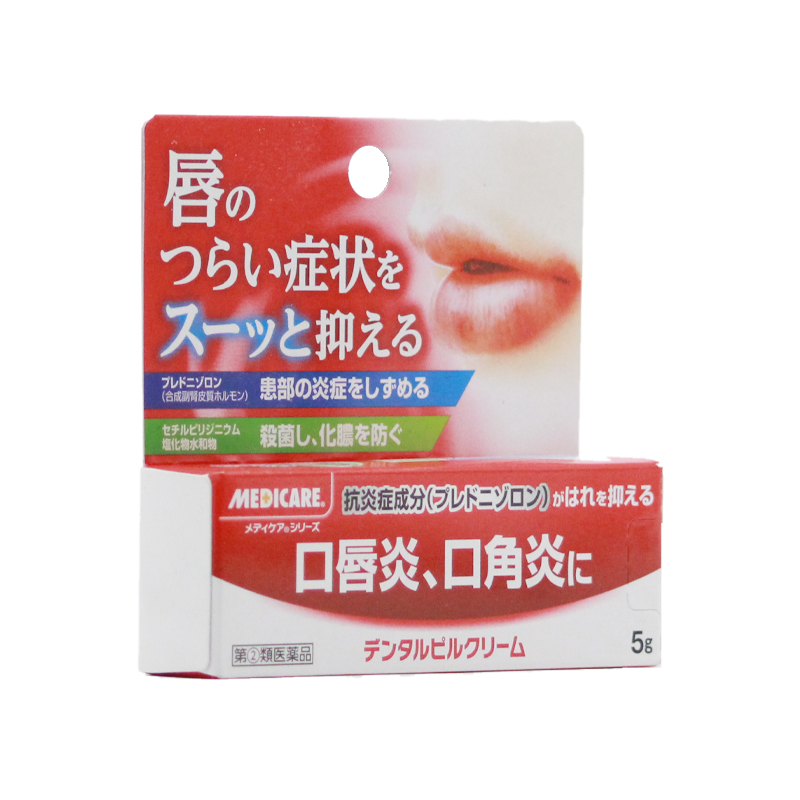 唇の
つらい症状を
スーッと抑える
プレドニゾロン
(合成副腎皮質ホルモン)
患部の炎症をしずめる
セチルピリジニウム
塩化物水和物
殺菌し、化膿を防ぐ
MEDICARE®
メディケア®シリーズ
抗炎症成分(プレドニゾロン)がはれを抑える
口唇炎、口角炎に
第②類医薬品
デンタルピルクリーム
5g